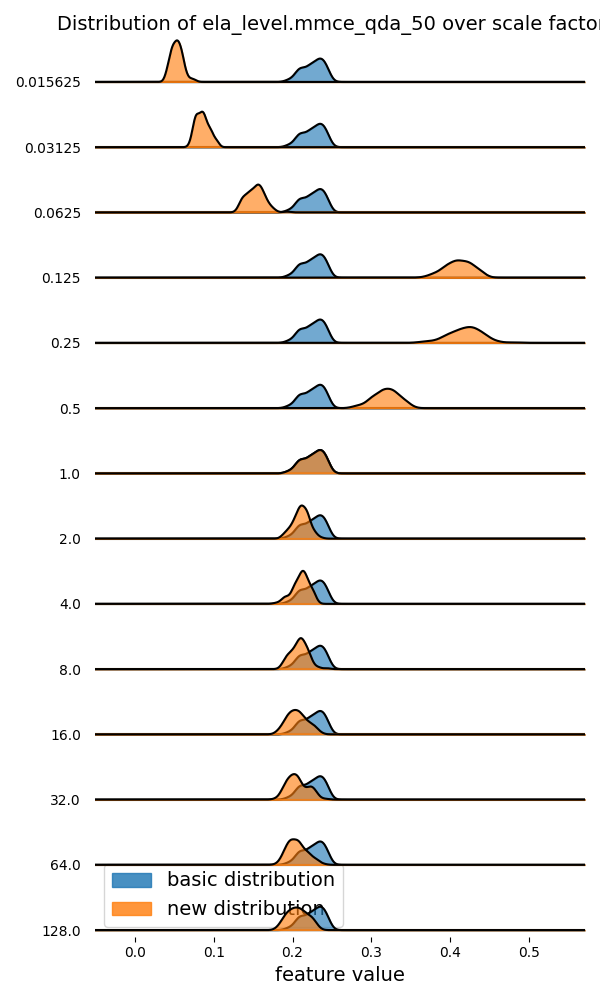 Distribution of ela_level.mmce_qda_50 over scale factor
0.015625
0.03125
0.0625
0.125
0.25
0.5
1.0
2.0
4.0
8.0
16.0
32.0
64.0
basic distribution
new distribution
128.0
0.0 0.1 0.2 0.3 0.4 0.5
feature value